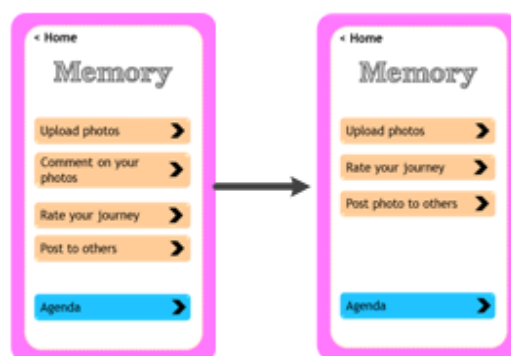 < Home
Memory
Upload photos
Comment on your
photos
Rate your journey
Post to others
Agenda
< Home
Memory
Upload photos
Rate your journey
Post photo to others
Agenda